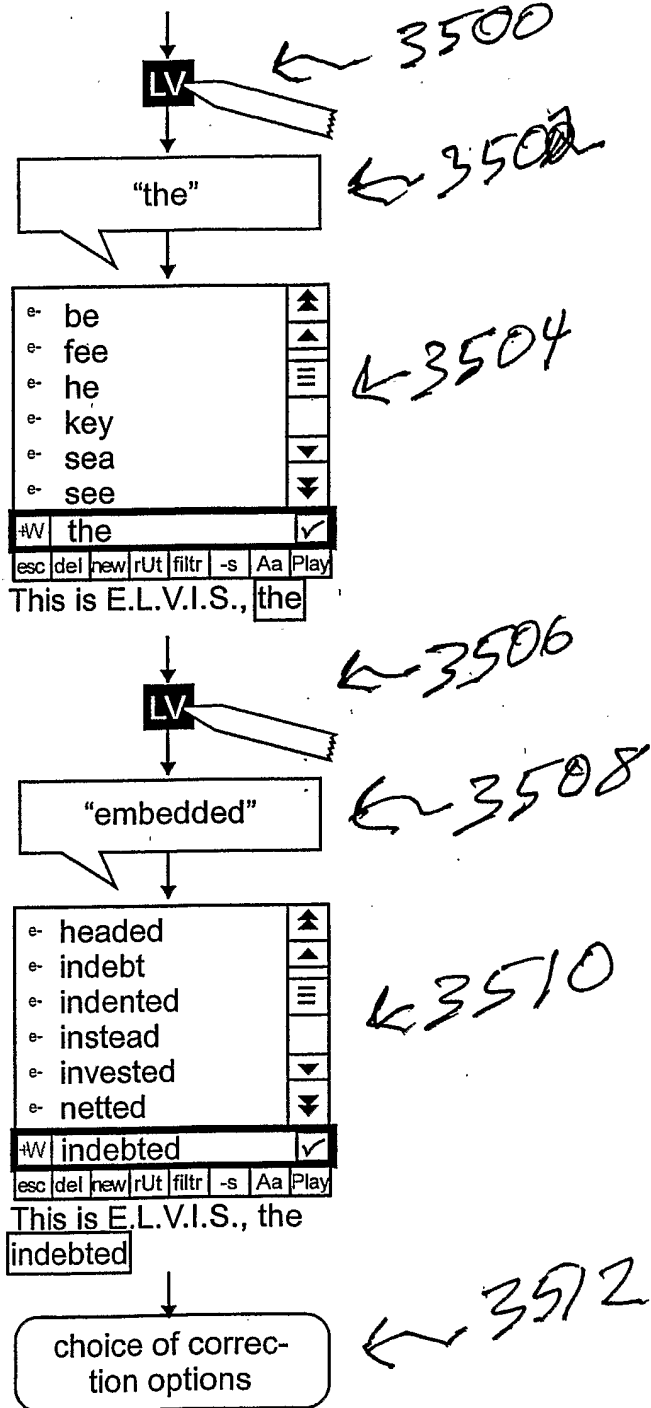 3500
LV
3502
"the"
e- be
e- fee
e- he
3504
e- key
e- sea
e- see
+W the
esc del new rUt filtr -s Aa Play
This is E.L.V.I.S., the
3506
LV
3508
"embedded"
e- headed
e- indebt
e- indented
3510
e- instead
e- invested
e- netted
+W indebted
esc del new rUt filtr -s Aa Play
This is E.L.V.I.S., the
indebted
3512
choice of correc-
tion options